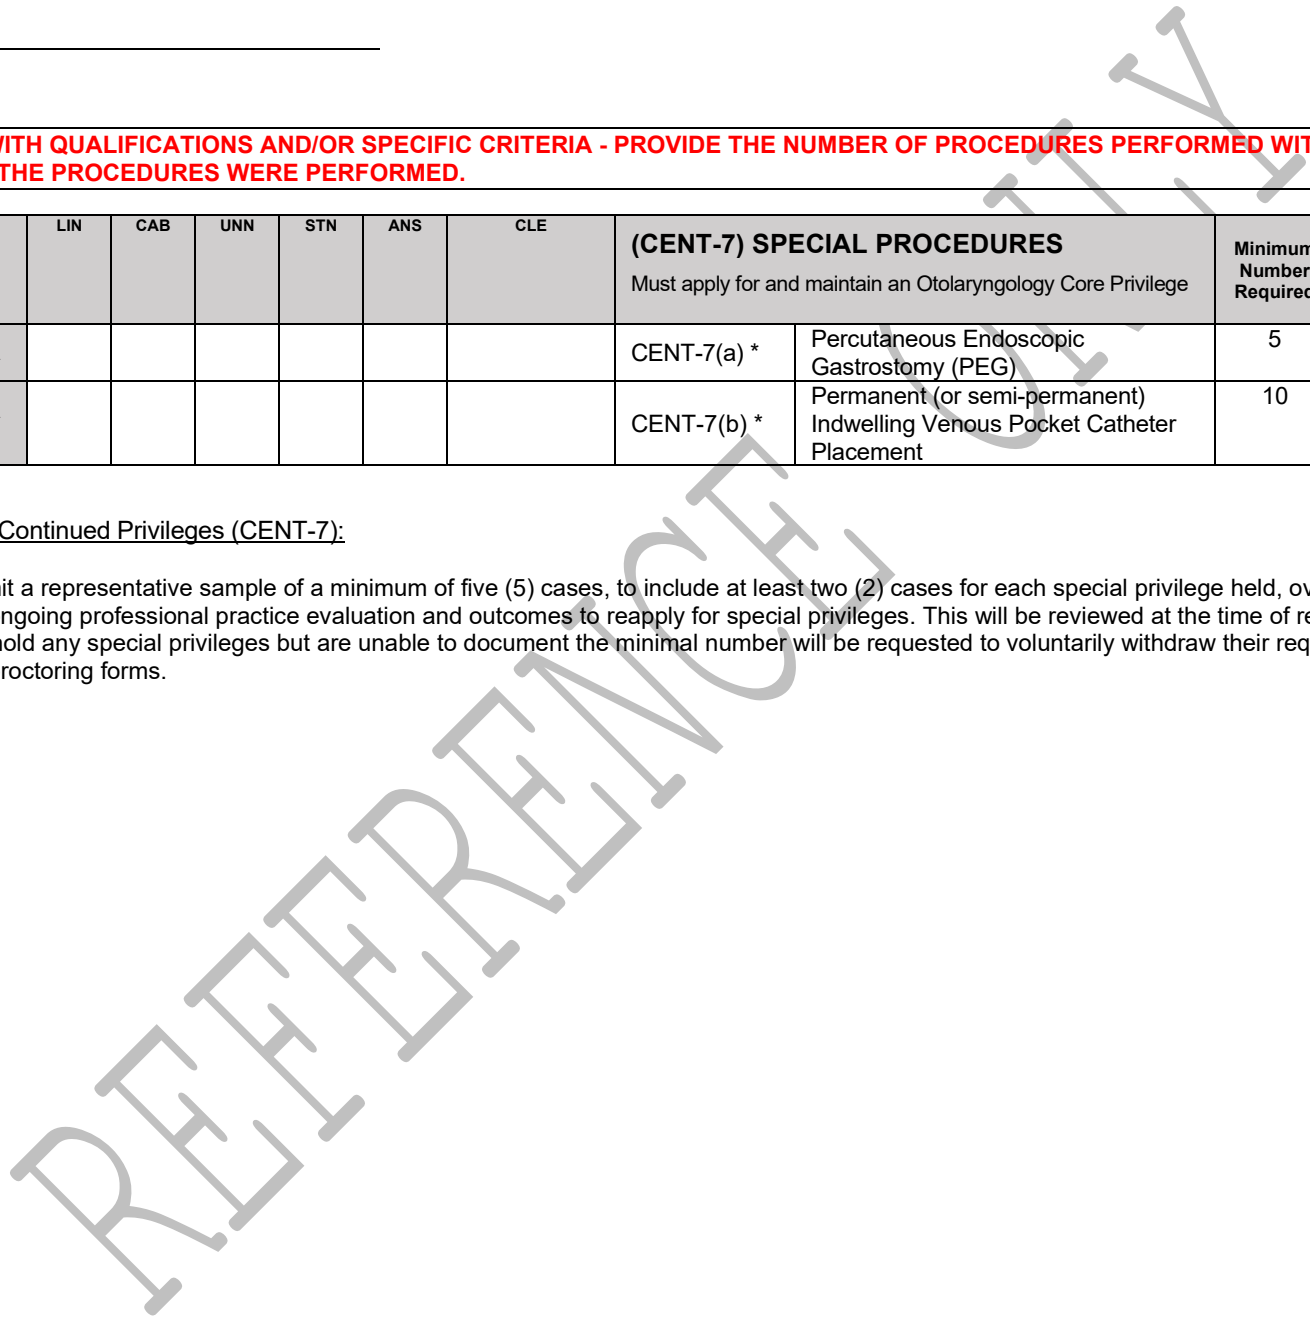 WITH QUALIFICATIONS AND/OR SPECIFIC CRITERIA - PROVIDE THE NUMBER OF PROCEDURES PERFORMED WIT
THE PROCEDURES WERE PERFORMED.
LIN CAB UNN STN ANS CLE
(CENT-7) SPECIAL PROCEDURES
Must apply for and maintain an Otolaryngology Core Privilege
Minimum
Number
Required
CENT-7(a) *
Percutaneous Endoscopic
Gastrostomy (PEG)
5
CENT-7(b) *
Permanent (or semi-permanent)
Indwelling Venous Pocket Catheter
Placement
10
Continued Privileges (CENT-7):
it a representative sample of a minimum of five (5) cases, to include at least two (2) cases for each special privilege held, ov
ngoing professional practice evaluation and outcomes to reapply for special privileges. This will be reviewed at the time of re
hold any special privileges but are unable to document the minimal number will be requested to voluntarily withdraw their req
roctoring forms.
REFERENCE ONLY